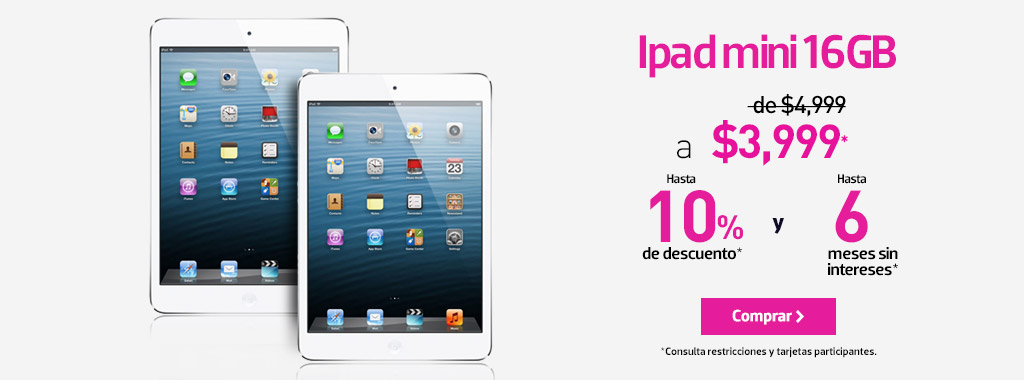 Ipad mini 16GB
de $4,999
a $3,999*
Hasta
10%
de descuento*
y
Hasta
6
meses sin
intereses*
Comprar >
*Consulta restricciones y tarjetas participantes.